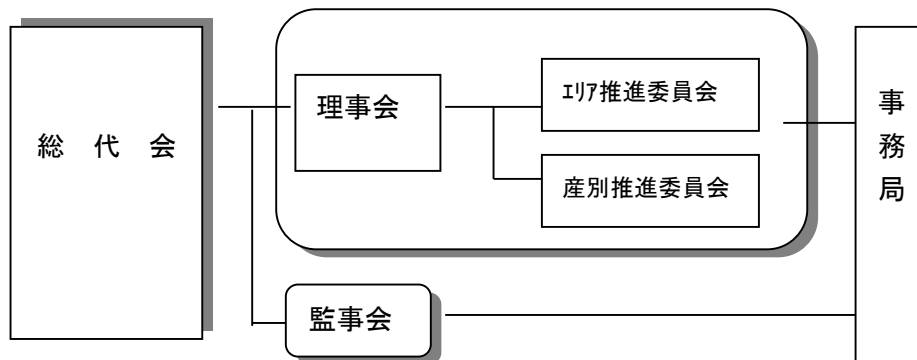 総　代　会
理事会
ｴﾘｱ推進委員会
産別推進委員会
監事会
事務局